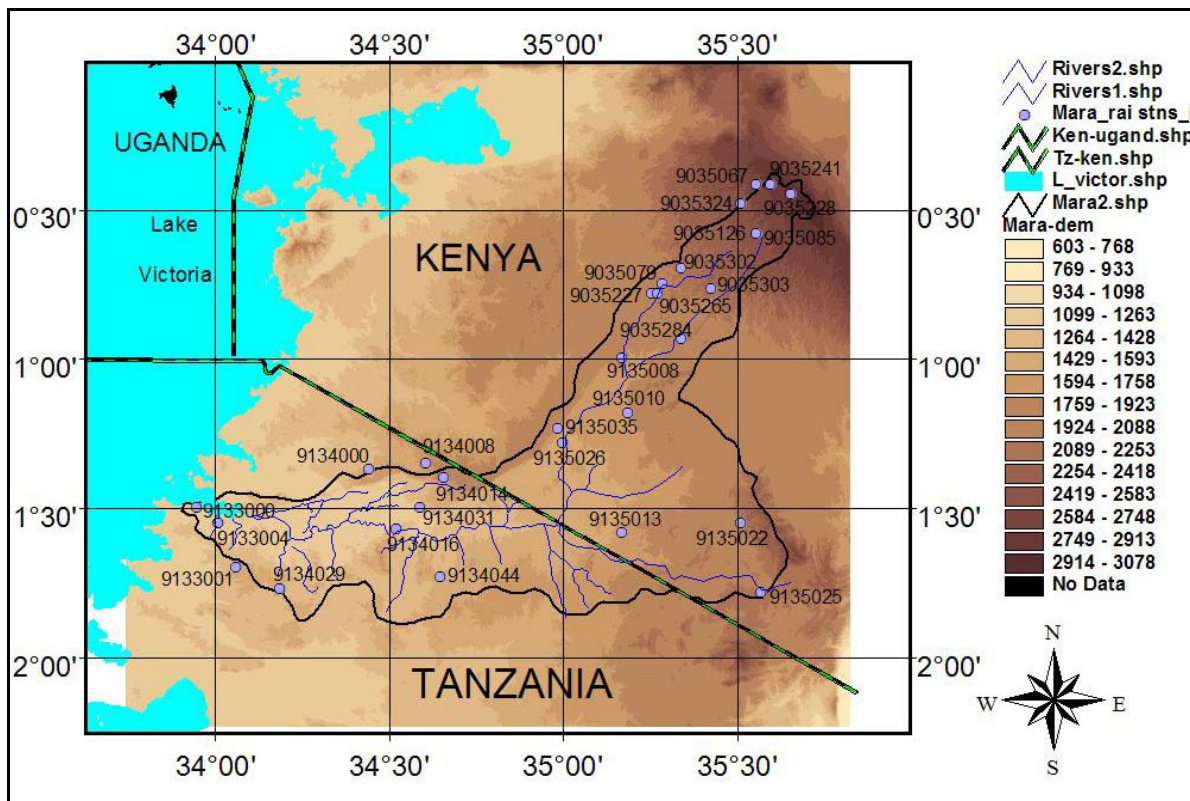 34°00' 34°30' 35°00' 35°30'
UGANDA
Lake
Victoria
KENYA
TANZANIA
0°30' 0°30'
1°00' 1°00'
1°30' 1°30'
2°00' 2°00'
9035067 9035241
9035324 9035228
9035126 9035085
9035079 9035302
9035227 9035303
9035265
9035284
9135008
9135010
9135035
9134008
9134000 9135026
9134014
9133000 9134031
9133004 9134016 9135013 9135022
9133001 9134029 9134044
9135025
34°00' 34°30' 35°00' 35°30'
Rivers2.shp
Rivers1.shp
Mara_rai stns_
Ken-ugand.shp
Tz-ken.shp
L_victor.shp
Mara2.shp
Mara-dem
603 - 768
769 - 933
934 - 1098
1099 - 1263
1264 - 1428
1429 - 1593
1594 - 1758
1759 - 1923
1924 - 2088
2089 - 2253
2254 - 2418
2419 - 2583
2584 - 2748
2749 - 2913
2914 - 3078
No Data
N
W E
S